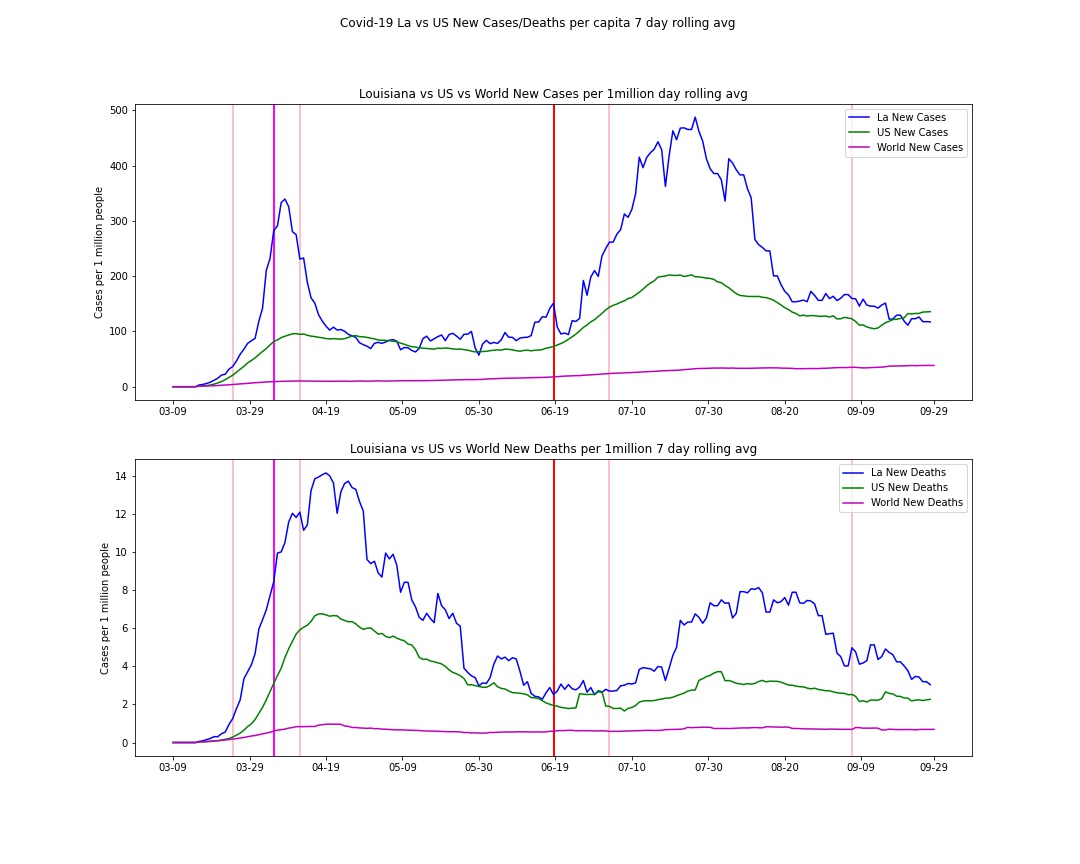 Covid-19 La vs US New Cases/Deaths per capita 7 day rolling avg
Louisiana vs US vs World New Cases per 1million day rolling avg
Cases per 1 million people
500
400
300
200
100
0
La New Cases
US New Cases
World New Cases
03-09 03-29 04-19 05-09 05-30 06-19 07-10 07-30 08-20 09-09 09-29
Louisiana vs US vs World New Deaths per 1million 7 day rolling avg
Cases per 1 million people
14
12
10
8
6
4
2
0
La New Deaths
US New Deaths
World New Deaths
03-09 03-29 04-19 05-09 05-30 06-19 07-10 07-30 08-20 09-09 09-29